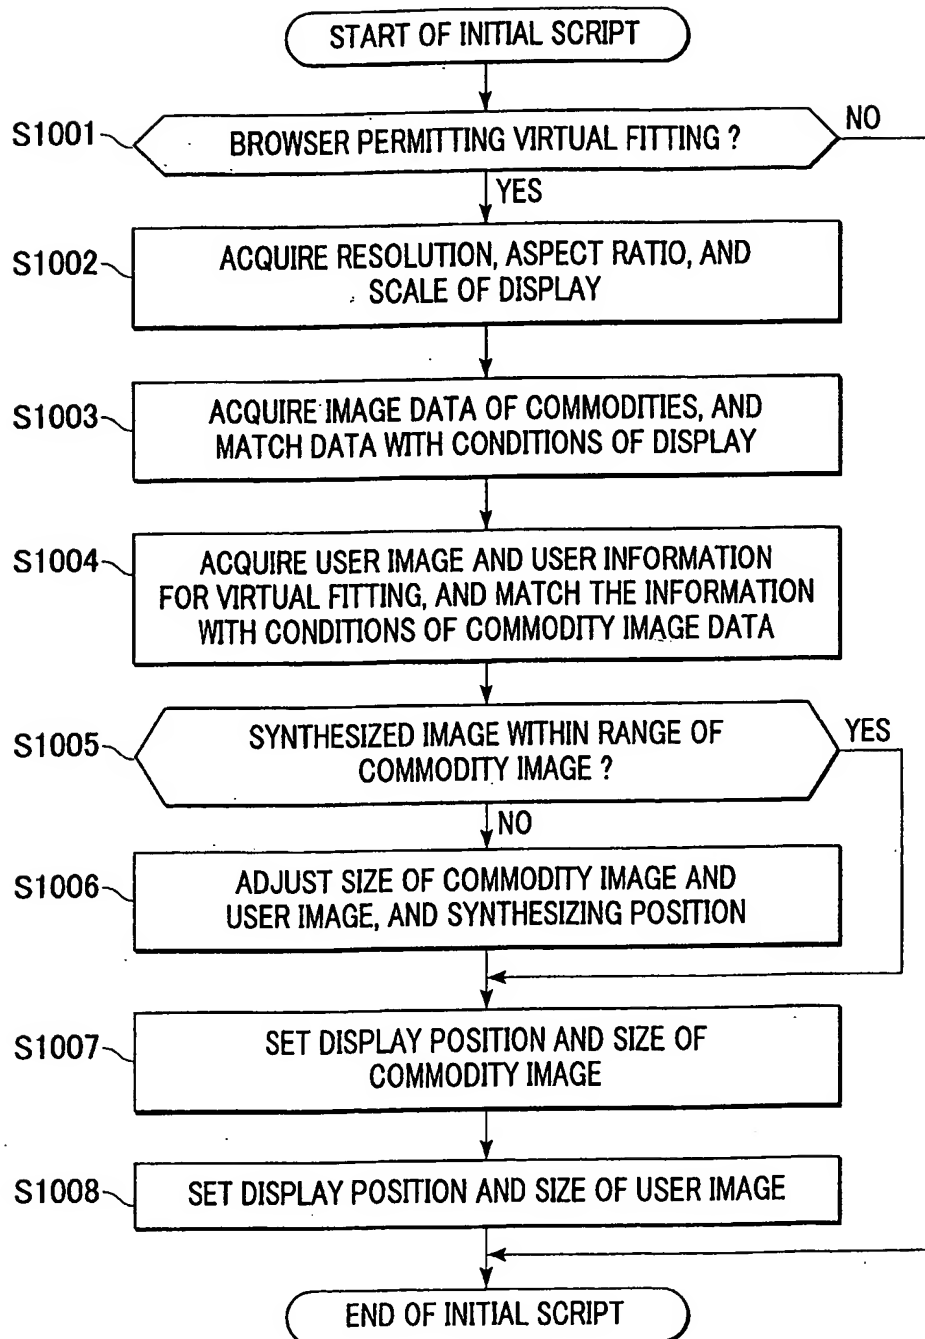 START OF INITIAL SCRIPT
S1001
BROWSER PERMITTING VIRTUAL FITTING ?
NO
YES
S1002
ACQUIRE RESOLUTION, ASPECT RATIO, AND
SCALE OF DISPLAY
S1003
ACQUIRE IMAGE DATA OF COMMODITIES, AND
MATCH DATA WITH CONDITIONS OF DISPLAY
S1004
ACQUIRE USER IMAGE AND USER INFORMATION
FOR VIRTUAL FITTING, AND MATCH THE INFORMATION
WITH CONDITIONS OF COMMODITY IMAGE DATA
S1005
SYNTHESIZED IMAGE WITHIN RANGE OF
COMMODITY IMAGE ?
YES
NO
S1006
ADJUST SIZE OF COMMODITY IMAGE AND
USER IMAGE, AND SYNTHESIZING POSITION
S1007
SET DISPLAY POSITION AND SIZE OF
COMMODITY IMAGE
S1008
SET DISPLAY POSITION AND SIZE OF USER IMAGE
END OF INITIAL SCRIPT